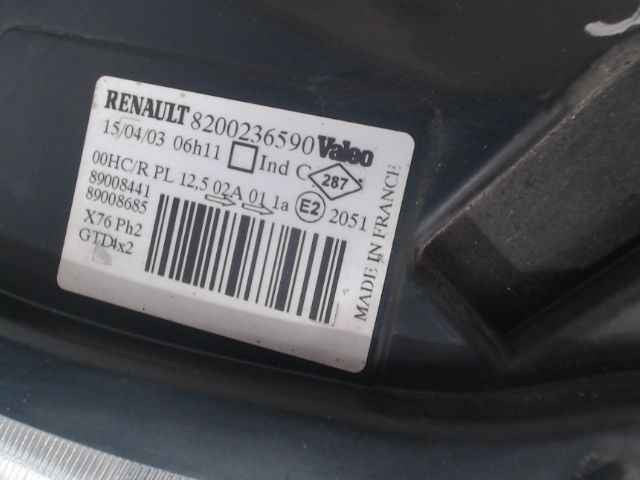 RENAULT 8200236590 Valeo
15/04/03 06h11 Ind C 287
00HC/R PL 12,5 02A 01 1a E2 2051
89008441
89008685
X76 Ph2
GTD4x2
MADE IN FRANCE